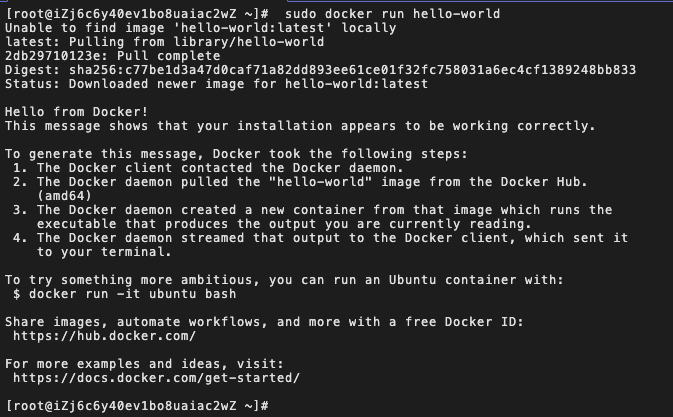 [root@iZj6c6y40ev1bo8uaiac2wZ ~]#  sudo docker run hello-world
Unable to find image 'hello-world:latest' locally
latest: Pulling from library/hello-world
2db29710123e: Pull complete
Digest: sha256:c77be1d3a47d0caf71a82dd893ee61ce01f32fc758031a6ec4cf1389248bb833
Status: Downloaded newer image for hello-world:latest

Hello from Docker!
This message shows that your installation appears to be working correctly.

To generate this message, Docker took the following steps:
 1. The Docker client contacted the Docker daemon.
 2. The Docker daemon pulled the "hello-world" image from the Docker Hub.
    (amd64)
 3. The Docker daemon created a new container from that image which runs the
    executable that produces the output you are currently reading.
 4. The Docker daemon streamed that output to the Docker client, which sent it
    to your terminal.

To try something more ambitious, you can run an Ubuntu container with:
 $ docker run -it ubuntu bash

Share images, automate workflows, and more with a free Docker ID:
 https://hub.docker.com/

For more examples and ideas, visit:
 https://docs.docker.com/get-started/

[root@iZj6c6y40ev1bo8uaiac2wZ ~]#